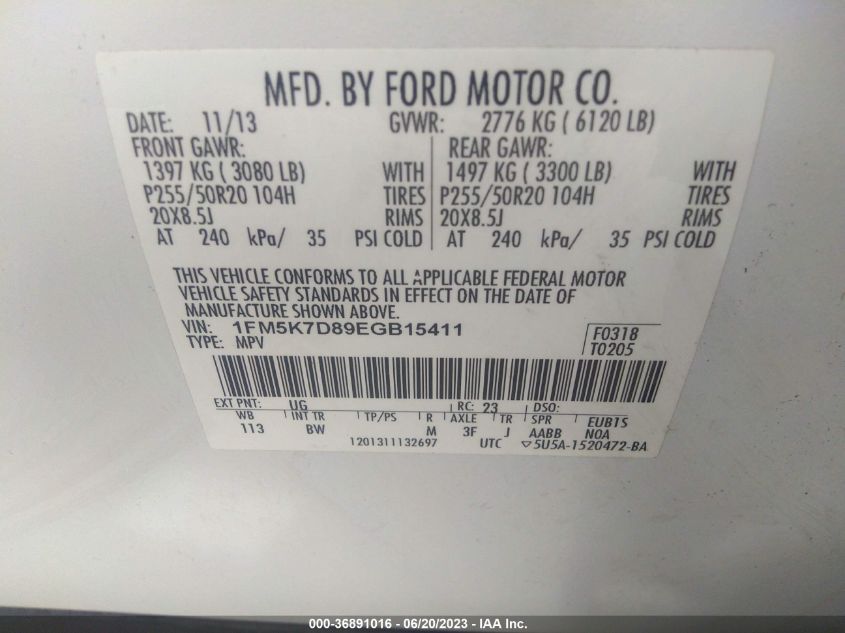 MFD. BY FORD MOTOR CO.
DATE: 11/13 GVWR: 2776 KG ( 6120 LB)
FRONT GAWR: REAR GAWR:
1397 KG ( 3080 LB) WITH 1497 KG ( 3300 LB) WITH
P255/50R20 104H TIRES P255/50R20 104H TIRES
20X8.5J RIMS 20X8.5J RIMS
AT 240 kPa/ 35 PSI COLD AT 240 kPa/ 35 PSI COLD
THIS VEHICLE CONFORMS TO ALL APPLICABLE FEDERAL MOTOR
VEHICLE SAFETY STANDARDS IN EFFECT ON THE DATE OF
MANUFACTURE SHOWN ABOVE.
VIN: 1FM5K7D89EGB15411 F0318
TYPE: MPV T0205
EXT PNT: UG RC: 23 DSO:
WB INT TR TP/PS R AXLE TR SPR EUB1S
113 BW M 3F J AABB N0A
1201311132697 UTC ▽5U5A-1520472-BA
000-36891016 - 06/20/2023 - IAA Inc.